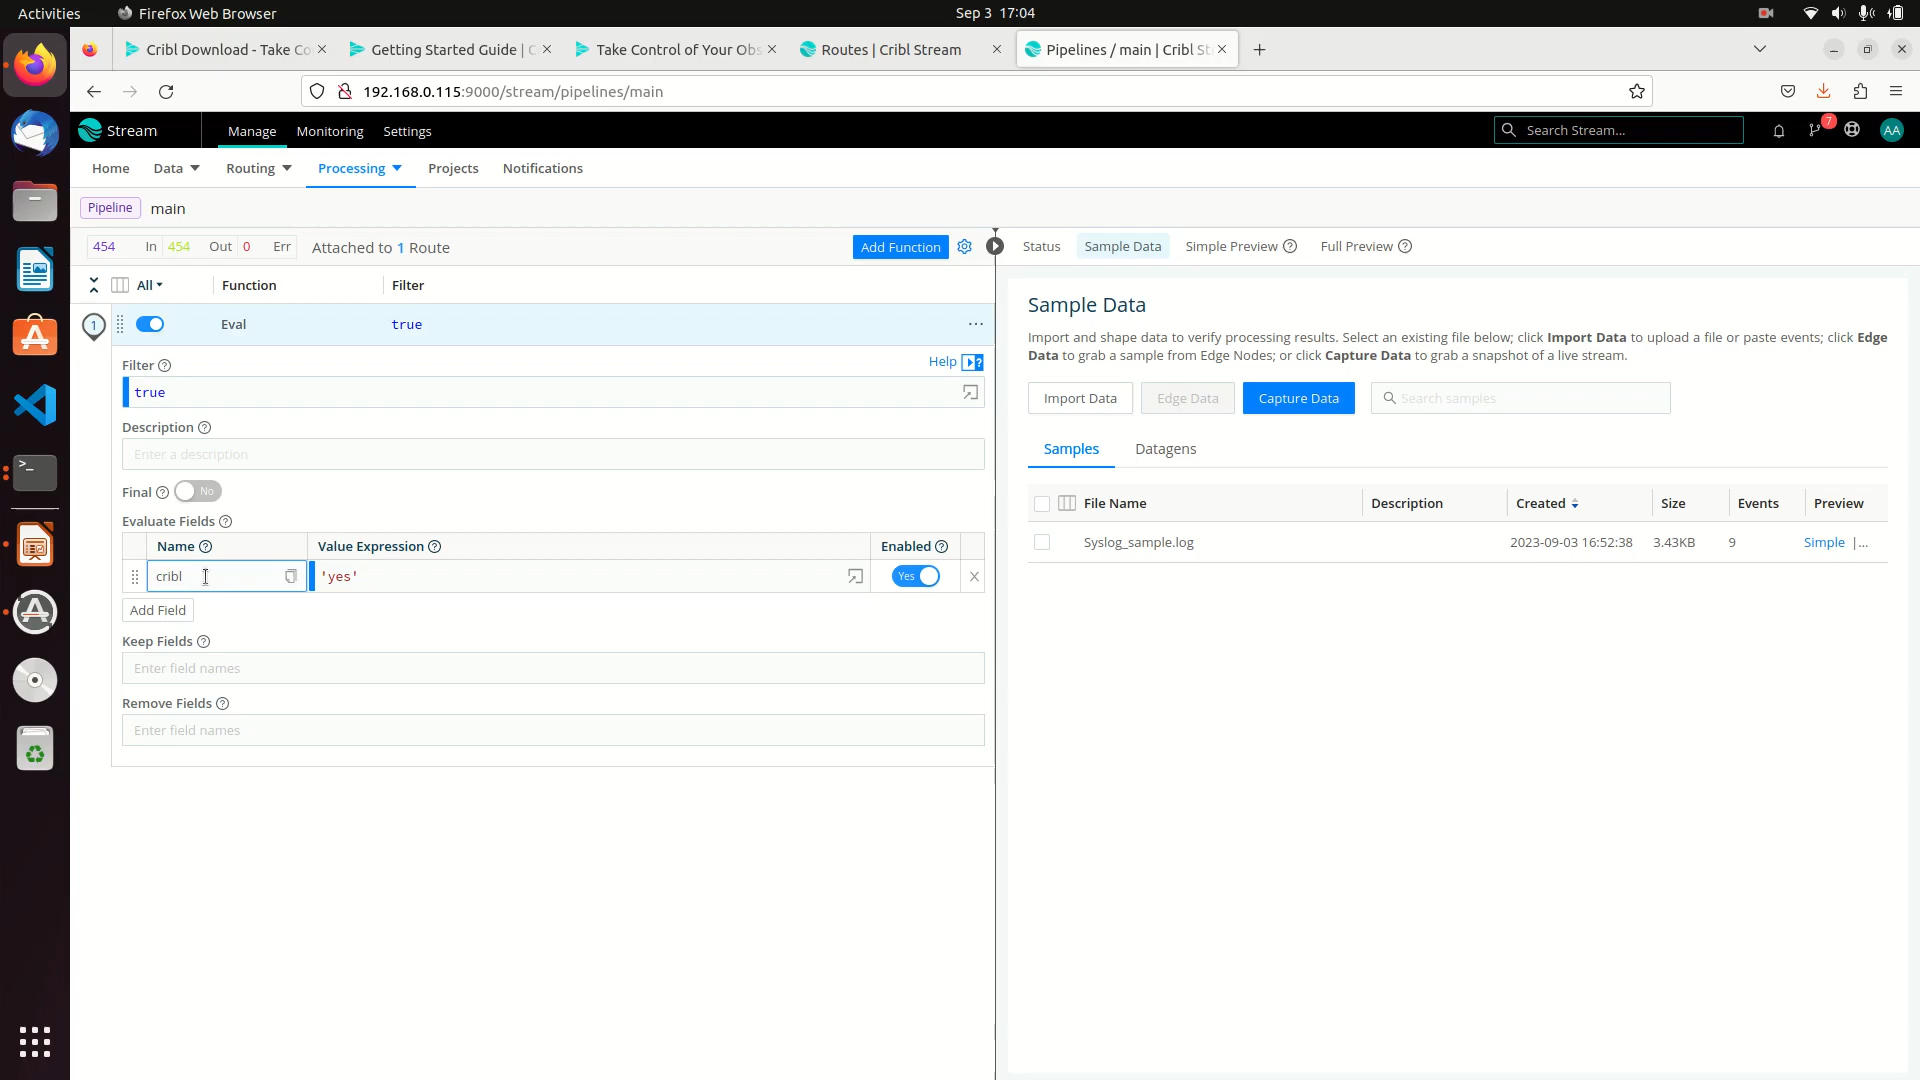 Activities
Firefox Web Browser
Sep 3 17:04
Cribl Download - Take Co
Getting Started Guide | C
Take Control of Your Obs
Routes | Cribl Stream
Pipelines / main | Cribl St
192.168.0.115:9000/stream/pipelines/main
Stream
Manage
Monitoring
Settings
Search Stream...
7
AA
Home
Data
Routing
Processing
Projects
Notifications
Pipeline
main
454 In 454 Out 0 Err
Attached to 1 Route
Add Function
Status
Sample Data
Simple Preview
Full Preview
All
Function
Filter
1
Eval
true
Filter
Help
true
Description
Enter a description
Final
No
Evaluate Fields
Name
Value Expression
Enabled
cribl
'yes'
Yes
Add Field
Keep Fields
Enter field names
Remove Fields
Enter field names
Sample Data
Import and shape data to verify processing results. Select an existing file below; click Import Data to upload a file or paste events; click Edge
Data to grab a sample from Edge Nodes; or click Capture Data to grab a snapshot of a live stream.
Import Data
Edge Data
Capture Data
Search samples
Samples
Datagens
File Name
Description
Created
Size
Events
Preview
Syslog_sample.log
2023-09-03 16:52:38
3.43KB
9
Simple |...